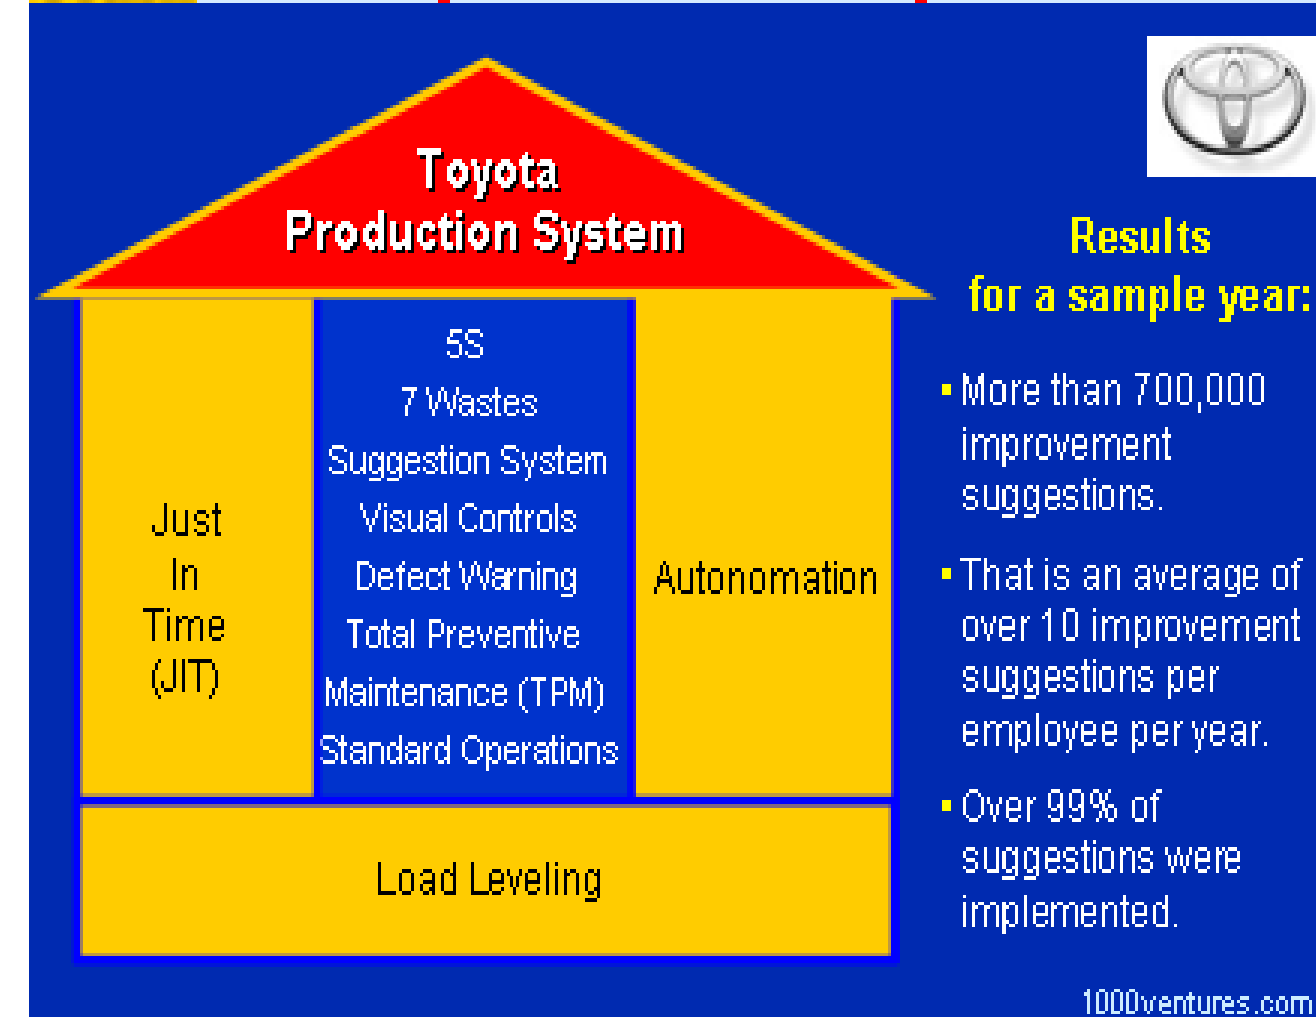 Toyota
Production System
5S
7 Wastes
Suggestion System
Visual Controls
Defect Warning
Total Preventive
Maintenance (TPM)
Standard Operations
Just
In
Time
(JIT)
Autonomation
Load Leveling
Results
for a sample year:
▪ More than 700,000
improvement
suggestions.
▪ That is an average of
over 10 improvement
suggestions per
employee per year.
▪ Over 99% of
suggestions were
implemented.
1000ventures.com